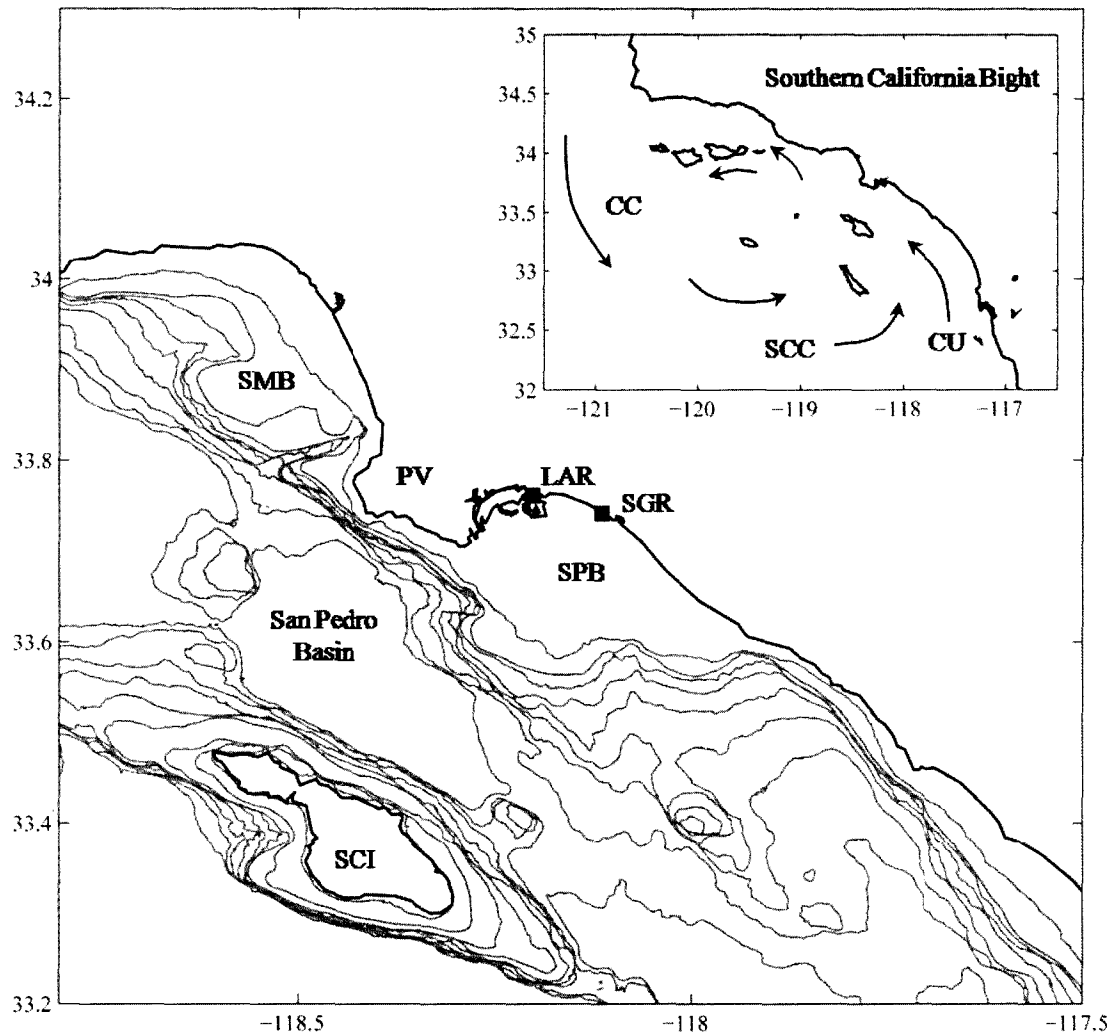 Southern California Bight
35
34.5
34
33.5
33
32.5
32
CC
SCC
CU
−121
−120
−119
−118
−117
34.2
34
33.8
33.6
33.4
33.2
SMB
PV
LAR
SGR
SPB
San Pedro
Basin
SCI
−118.5
−118
−117.5